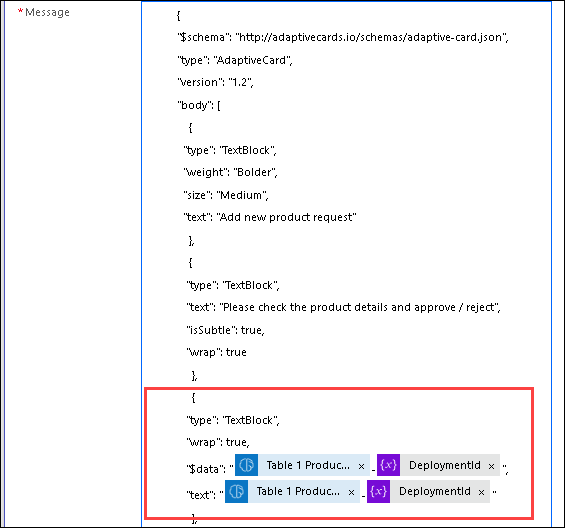 * Message
{
"$schema": "http://adaptivecards.io/schemas/adaptive-card.json",
"type": "AdaptiveCard",
"version": "1.2",
"body": [
{
"type": "TextBlock",
"weight": "Bolder",
"size": "Medium",
"text": "Add new product request"
},
{
"type": "TextBlock",
"text": "Please check the product details and approve / reject",
"isSubtle": true,
"wrap": true
},
{
"type": "TextBlock",
"wrap": true,
"$data": " Table 1 Produc... × - {x} DeploymentId × ",
"text": " Table 1 Produc... × - {x} DeploymentId × "
},